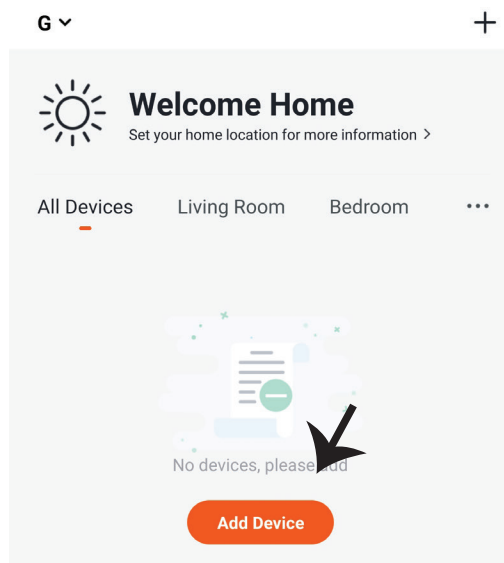 G
Welcome Home
Set your home location for more information >
All Devices Living Room Bedroom ...
No devices, please add
Add Device